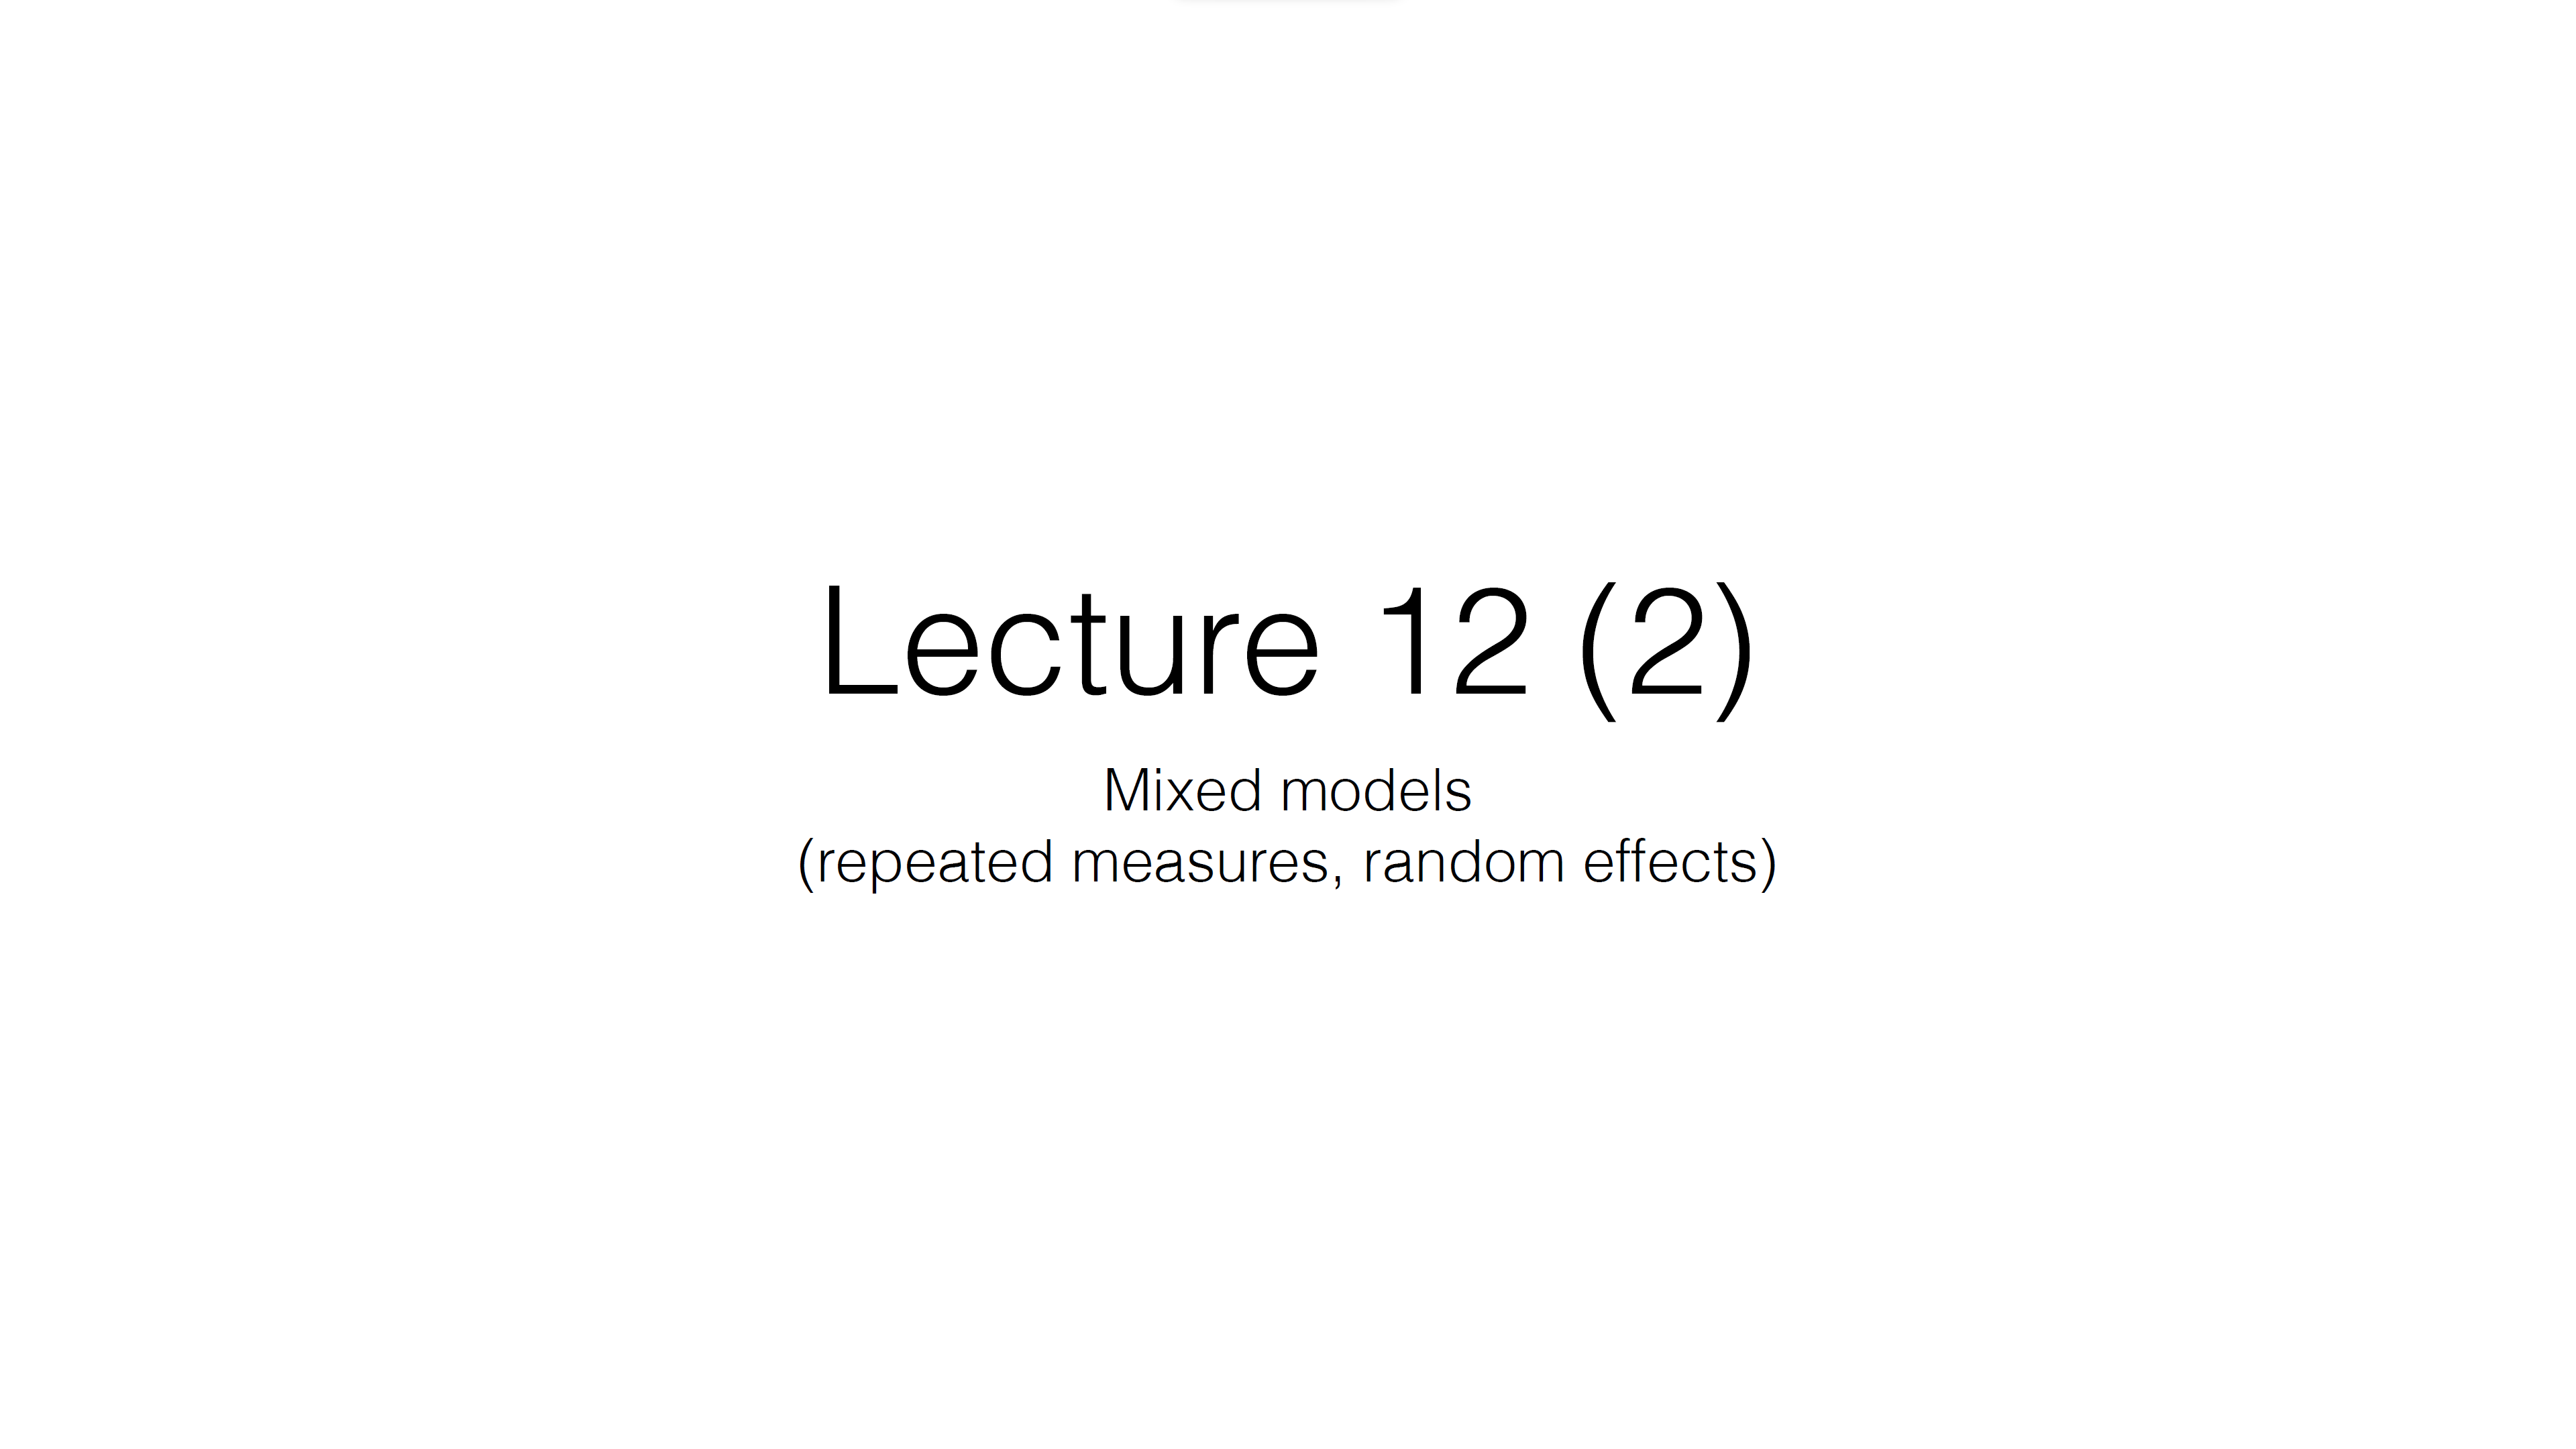 Lecture 12 (2)
Mixed models
(repeated measures, random effects)